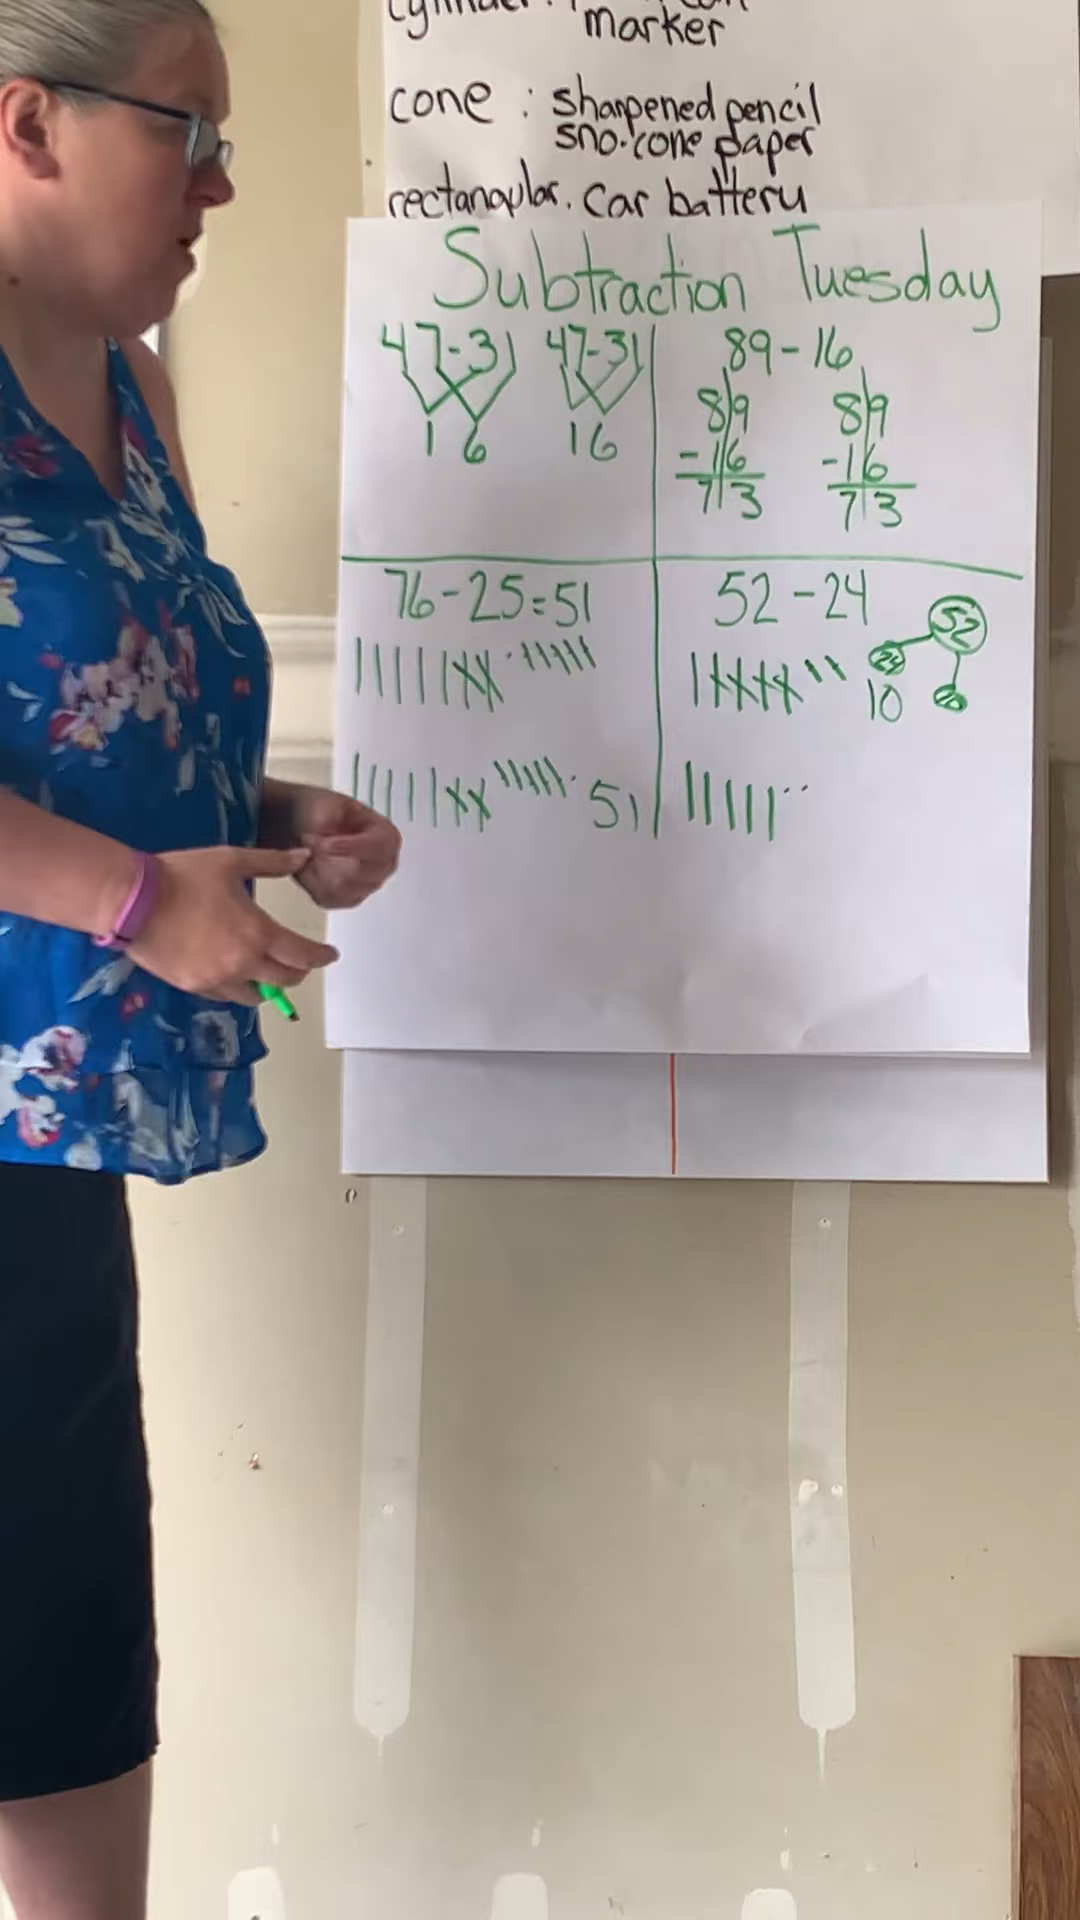 marker
cone : sharpened pencil
sno-cone paper
rectangular. car battery
Subtraction Tuesday
47-31 47-31
16 16
89-16
89 89
-16 -16
73 73
76-25=51
51
52-24
52
24
10